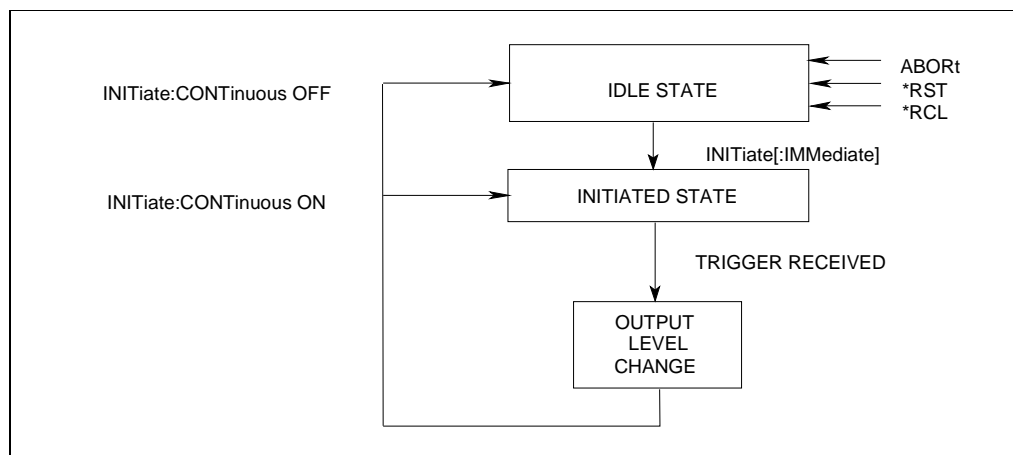 IDLE STATE
ABORt
*RST
*RCL
INITiate:CONTinuous OFF
INITiate[:IMMediate]
INITiate:CONTinuous ON
INITIATED STATE
TRIGGER RECEIVED
OUTPUT
LEVEL
CHANGE